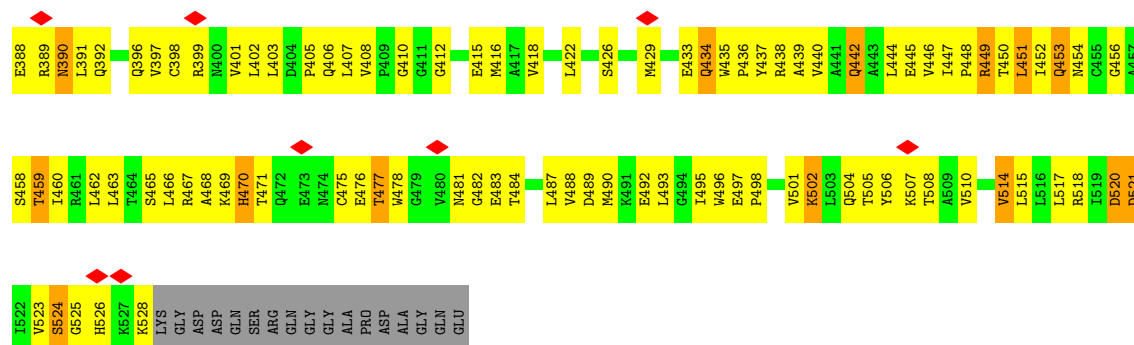 E388 R389 N390 L391 Q392 Q396 V397 C398 R399 N400 V401 L402 L403 D404 P405 Q406 L407 V408 P409 G410 G411 G412 E415 M416 A417 V418 L422 S426 M429 E433 Q434 W435 P436 Y437 R438 A439 V440 A441 Q442 A443 L444 E445 V446 I447 P448 R449 T450 L451 I452 Q453 N454 C455 G456 A457
S458 T459 I460 R461 L462 L463 T464 S465 L466 R467 A468 K469 H470 T471 Q472 E473 N474 C475 E476 T477 W478 G479 V480 N481 G482 E483 T484 L487 V488 D489 M490 K491 E492 L493 G494 I495 W496 E497 P498 V501 K502 L503 Q504 T505 Y506 K507 T508 A509 V510 V514 L515 L516 L517 R518 I519 D520 D521
I522 V523 S524 G525 H526 K527 K528 LYS GLY ASP ASP GLN SER ARG GLN GLY GLY ALA PRO ASP ALA GLY GLN GLU